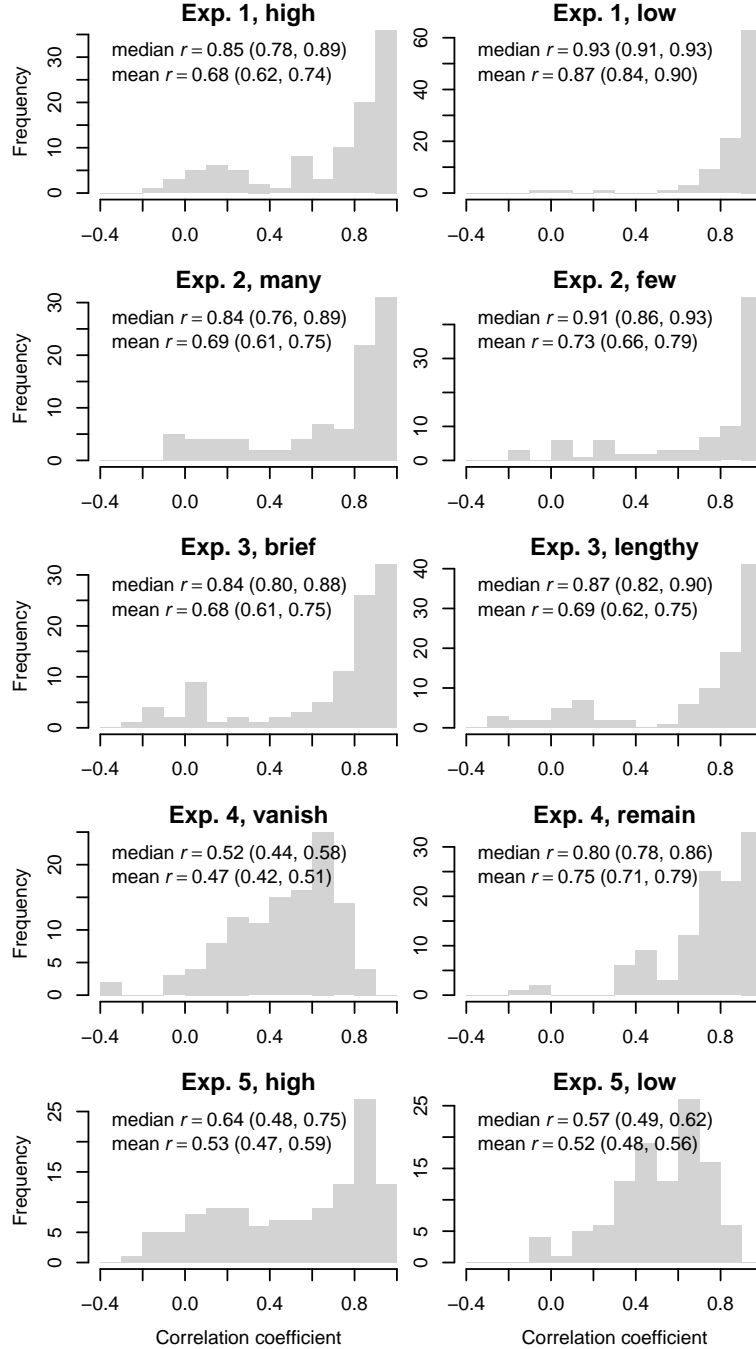 Exp. 1, high
median r = 0.85 (0.78, 0.89)
mean r = 0.68 (0.62, 0.74)
Frequency
0 10 20 30
−0.4 0.0 0.4 0.8
Exp. 1, low
median r = 0.93 (0.91, 0.93)
mean r = 0.87 (0.84, 0.90)
0 20 40 60
−0.4 0.0 0.4 0.8
Exp. 2, many
median r = 0.84 (0.76, 0.89)
mean r = 0.69 (0.61, 0.75)
Frequency
0 10 20 30
−0.4 0.0 0.4 0.8
Exp. 2, few
median r = 0.91 (0.86, 0.93)
mean r = 0.73 (0.66, 0.79)
0 10 30
−0.4 0.0 0.4 0.8
Exp. 3, brief
median r = 0.84 (0.80, 0.88)
mean r = 0.68 (0.61, 0.75)
Frequency
0 10 20 30
−0.4 0.0 0.4 0.8
Exp. 3, lengthy
median r = 0.87 (0.82, 0.90)
mean r = 0.69 (0.62, 0.75)
0 10 20 30 40
−0.4 0.0 0.4 0.8
Exp. 4, vanish
median r = 0.52 (0.44, 0.58)
mean r = 0.47 (0.42, 0.51)
Frequency
0 5 10 20
−0.4 0.0 0.4 0.8
Exp. 4, remain
median r = 0.80 (0.78, 0.86)
mean r = 0.75 (0.71, 0.79)
0 10 20 30
−0.4 0.0 0.4 0.8
Exp. 5, high
median r = 0.64 (0.48, 0.75)
mean r = 0.53 (0.47, 0.59)
Frequency
0 5 15 25
−0.4 0.0 0.4 0.8
Correlation coefficient
Exp. 5, low
median r = 0.57 (0.49, 0.62)
mean r = 0.52 (0.48, 0.56)
0 5 15 25
−0.4 0.0 0.4 0.8
Correlation coefficient